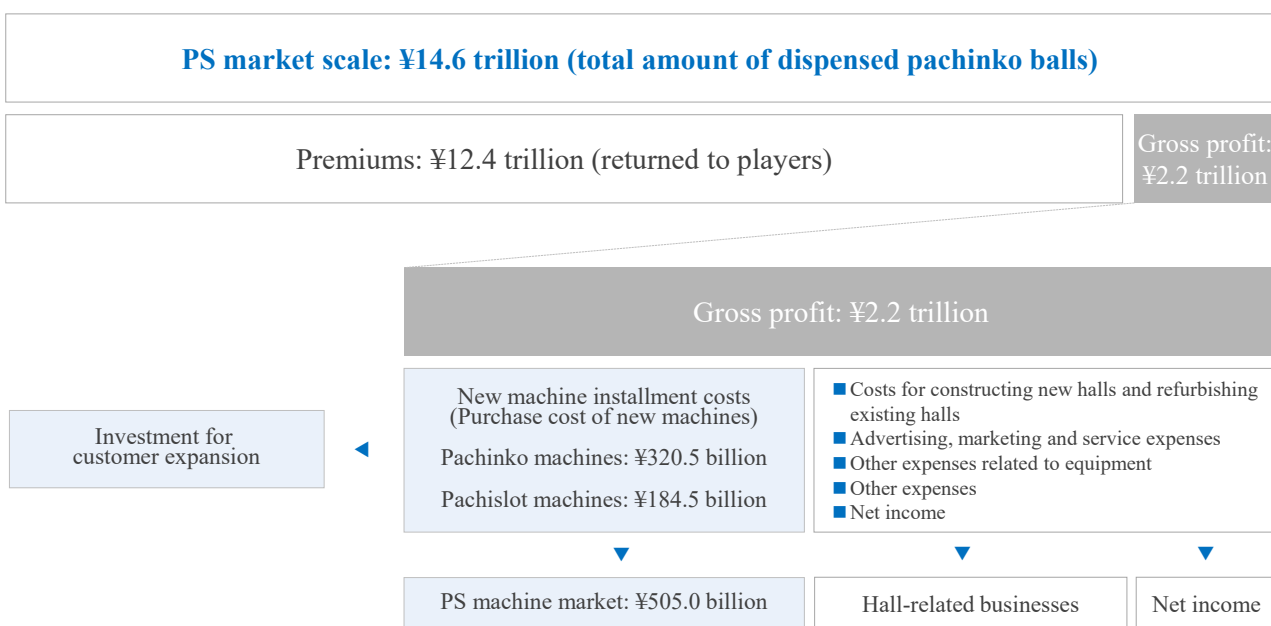 PS market scale: ¥14.6 trillion (total amount of dispensed pachinko balls)
Premiums: ¥12.4 trillion (returned to players)
Gross profit:
¥2.2 trillion
Gross profit: ¥2.2 trillion
Investment for
customer expansion
New machine installment costs
(Purchase cost of new machines)
Pachinko machines: ¥320.5 billion
Pachislot machines: ¥184.5 billion
Costs for constructing new halls and refurbishing
existing halls
Advertising, marketing and service expenses
Other expenses related to equipment
Other expenses
Net income
PS machine market: ¥505.0 billion
Hall-related businesses
Net income